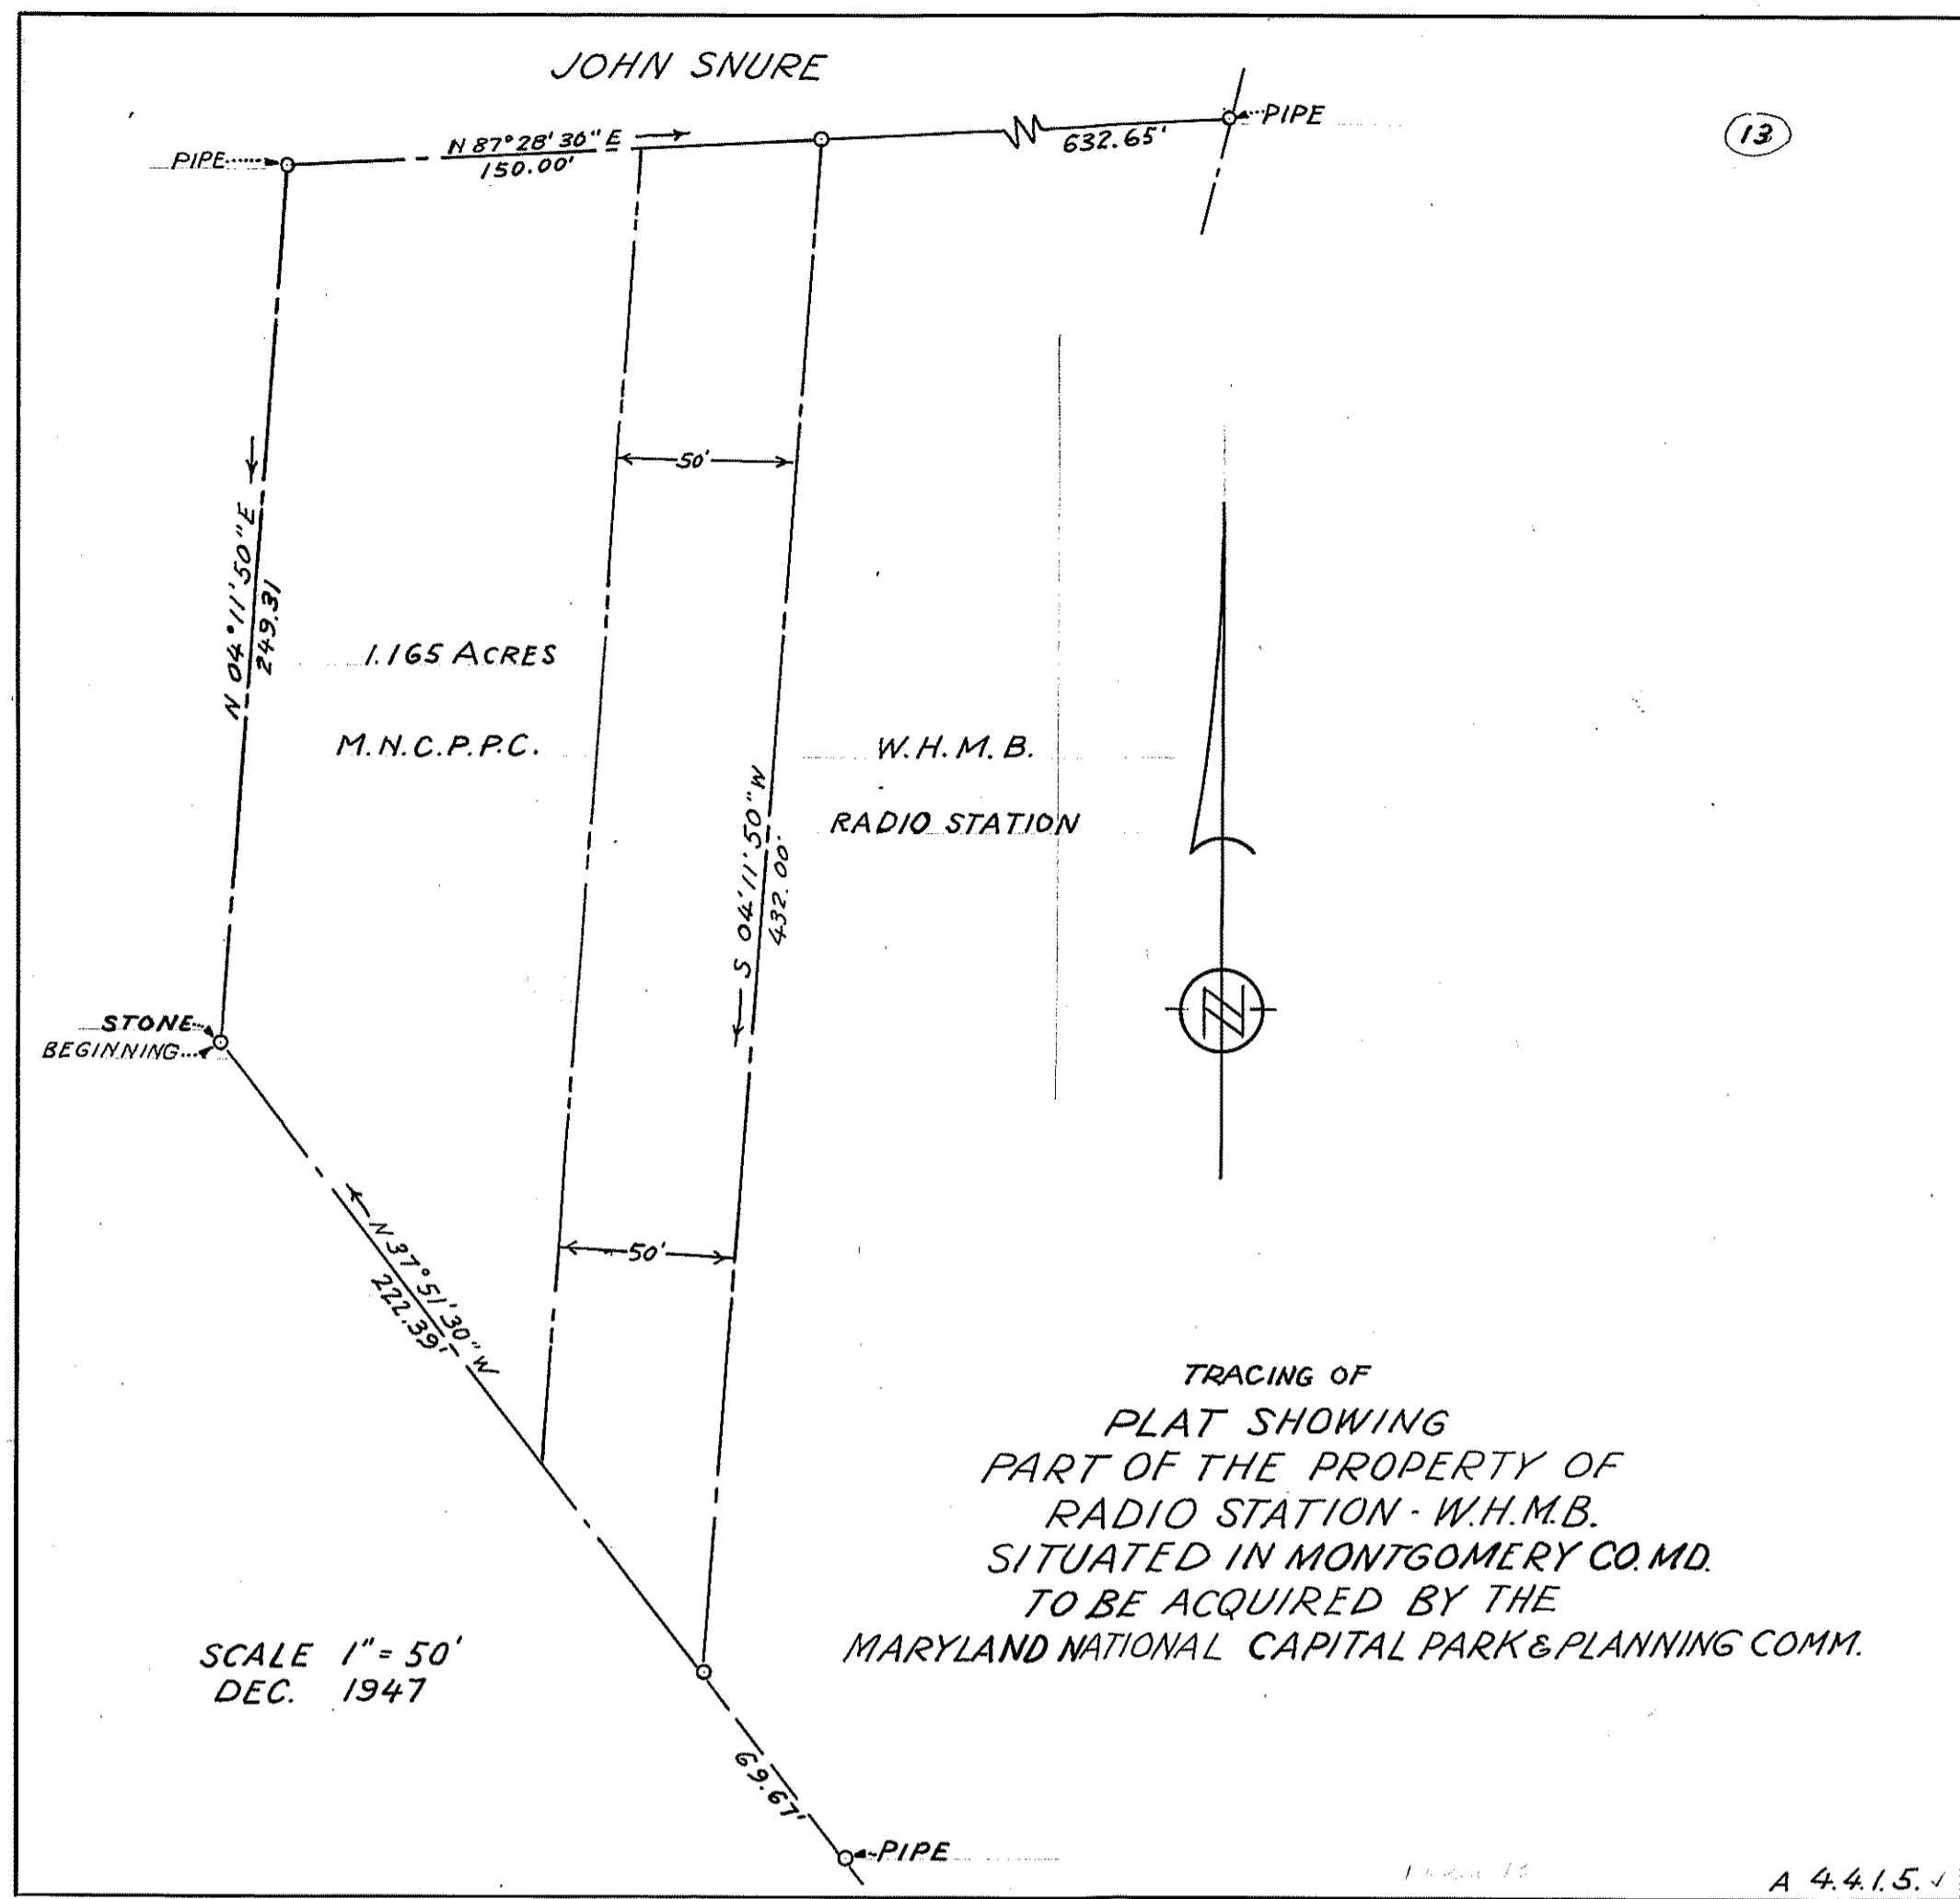 JOHN SNURE
PIPE
N 87°28'30" E
150.00'
632.65'
PIPE
13
50'
N 04°11'50" E
249.31
1.165 ACRES
M.N.C.P.P.C.
W.H.M.B.
RADIO STATION
S 04°11'50" W
432.00'
STONE
BEGINNING
N
50'
N 37°51'30" W
222.39'
TRACING OF
PLAT SHOWING
PART OF THE PROPERTY OF
RADIO STATION - W.H.M.B.
SITUATED IN MONTGOMERY CO. MD.
TO BE ACQUIRED BY THE
MARYLAND NATIONAL CAPITAL PARK & PLANNING COMM.
SCALE 1" = 50'
DEC. 1947
69.67'
PIPE
A 4.4.1.5.